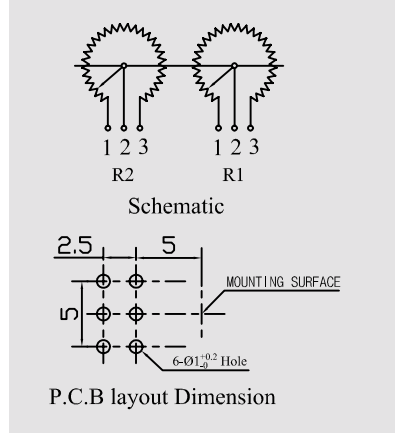 1 2 3 1 2 3
R2 R1
Schematic
2.5 5
MOUNTING SURFACE
5
6-Ø1+0.2-0 Hole
P.C.B layout Dimension